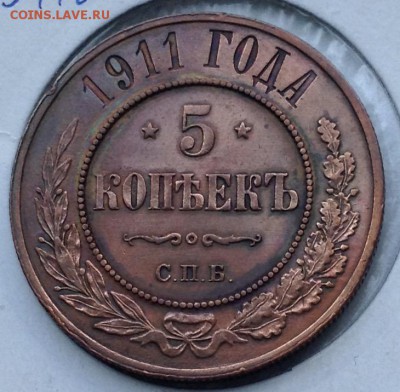 COINS.LAVE.RU
1911 ГОДА
5
КОПѢЕКЪ
С.П.Б.